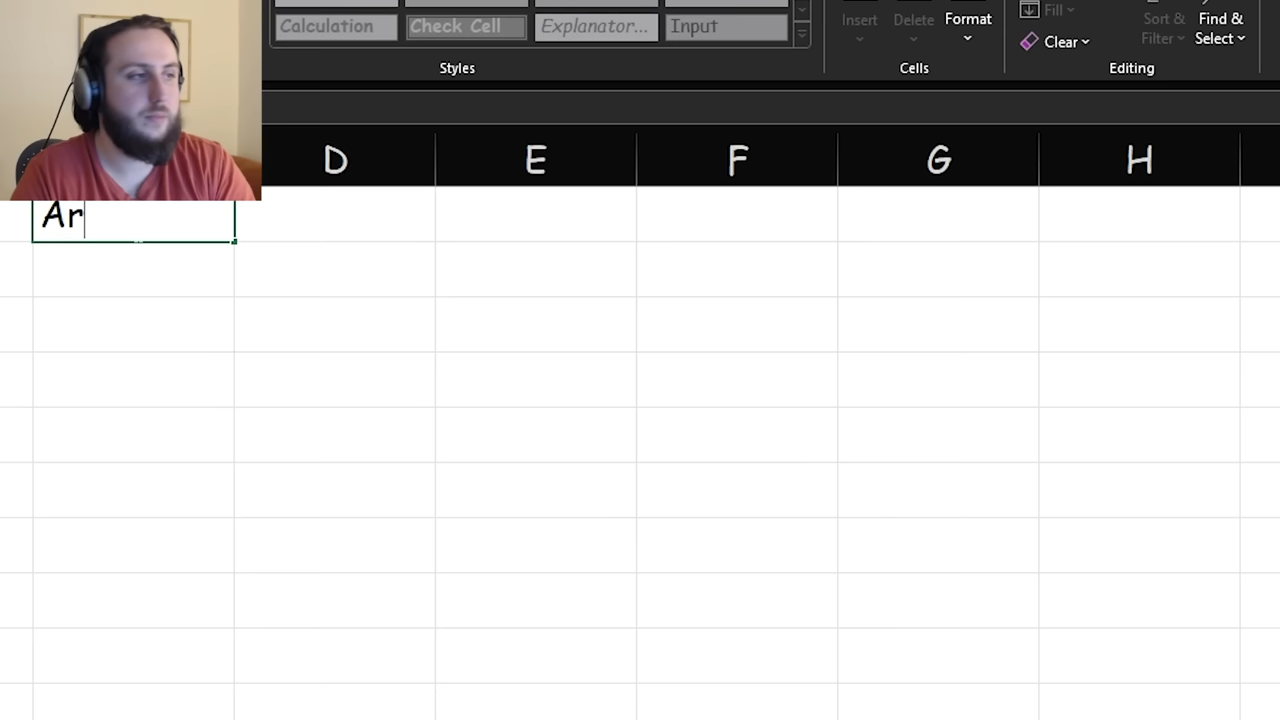 Calculation Check Cell Explanator... Input
Insert Delete Format
Fill
Clear
Sort & Filter
Find & Select
Styles Cells Editing
D E F G H
Ar